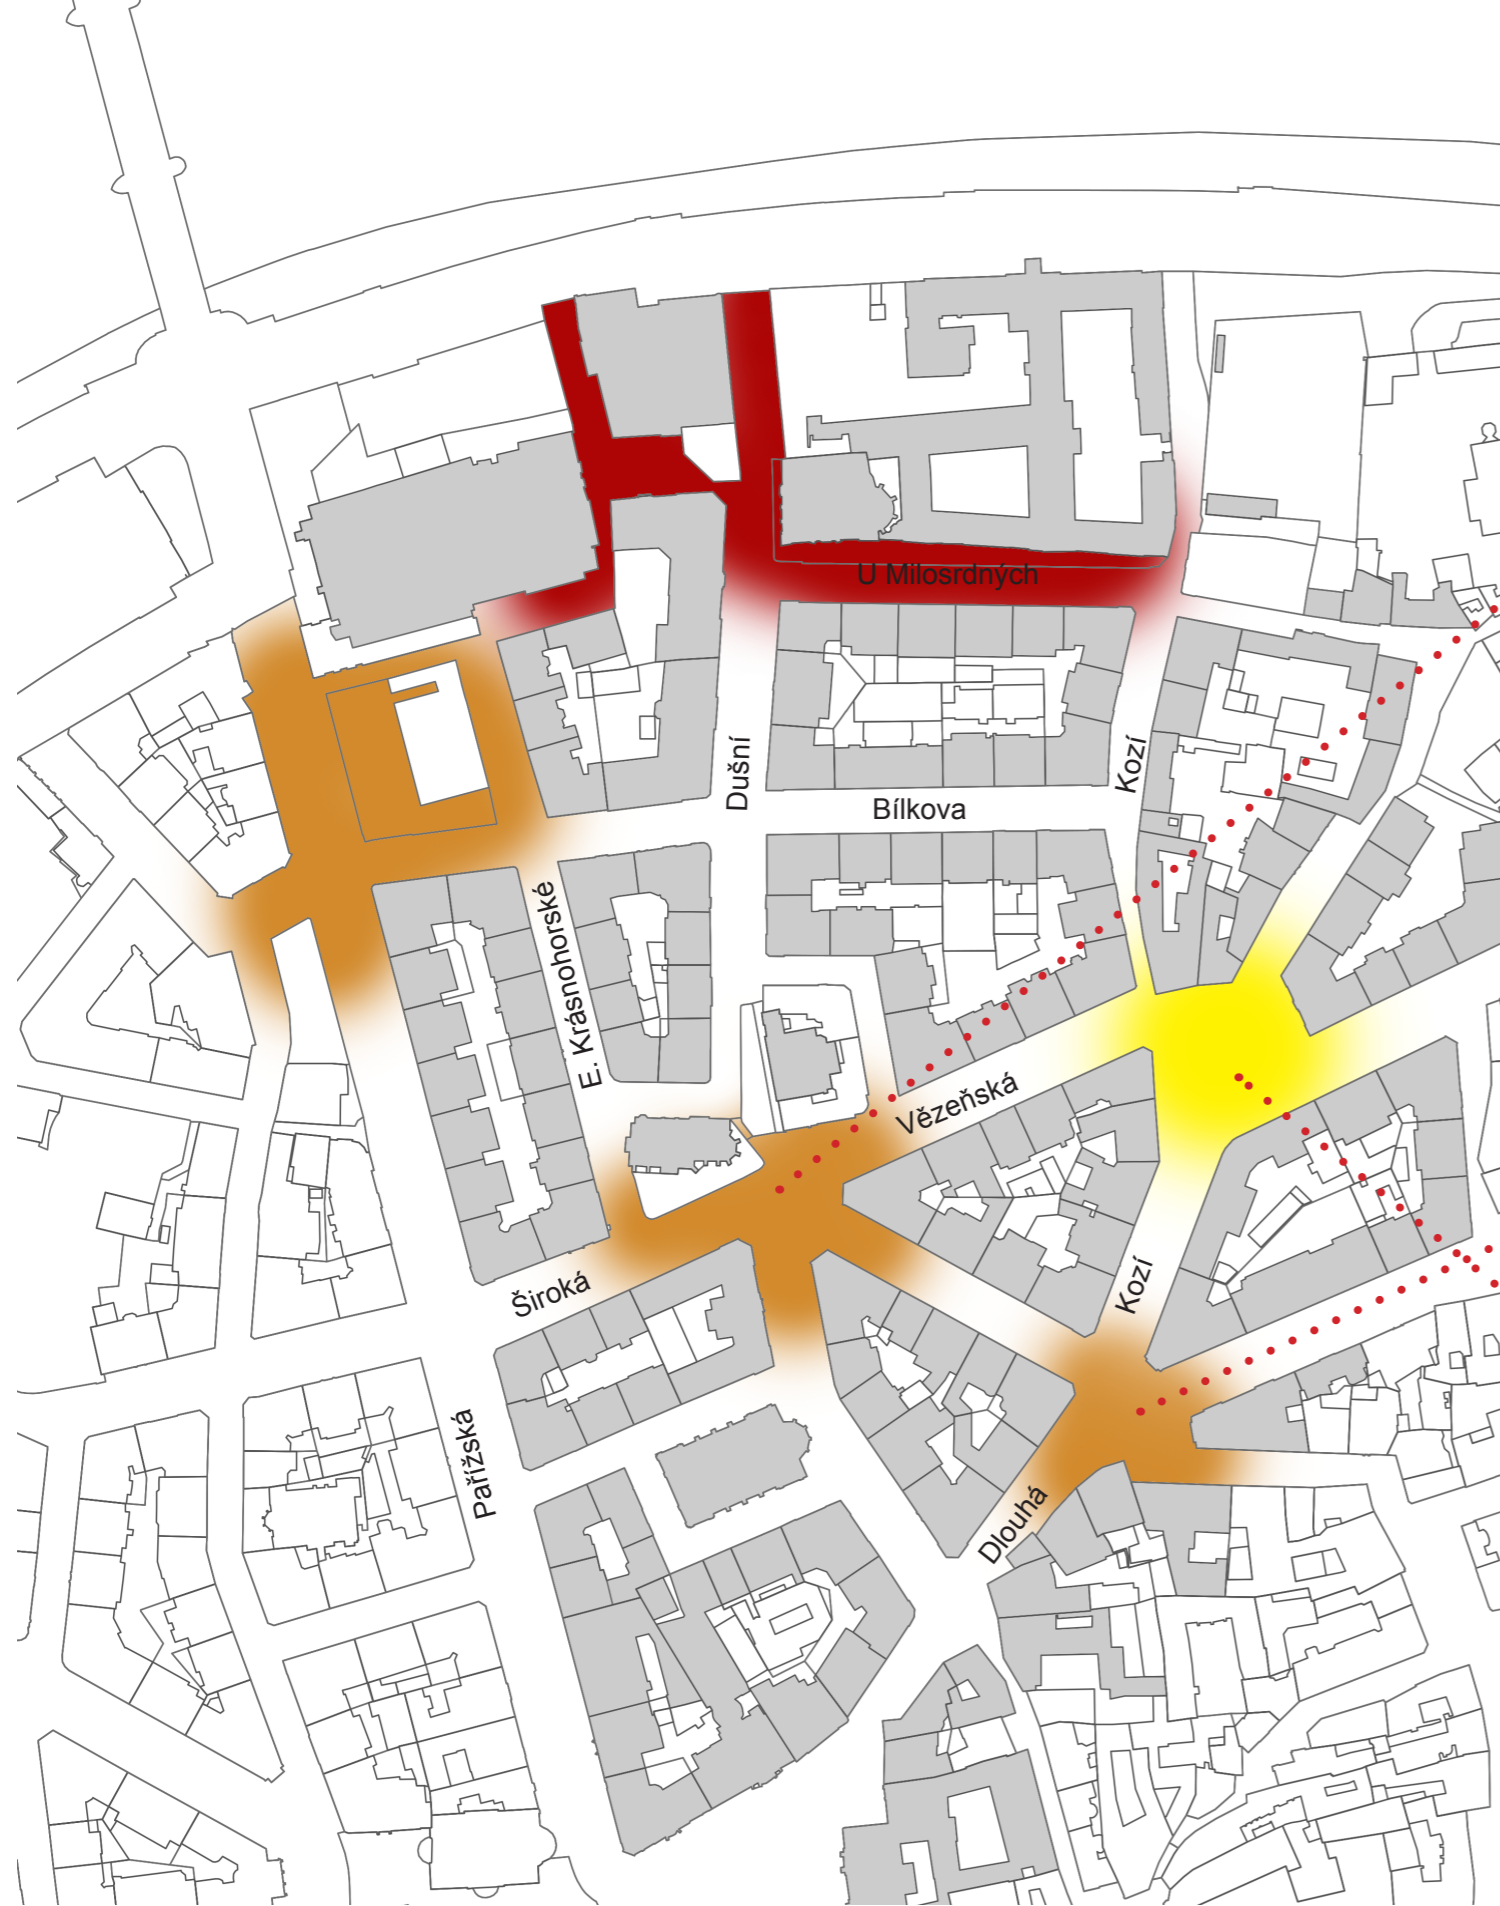 U Milosrdných
Dušní
Kozí
Bílkova
E. Krásnohorské
Vězeňská
Široká
Kozí
Pařížská
Dlouhá